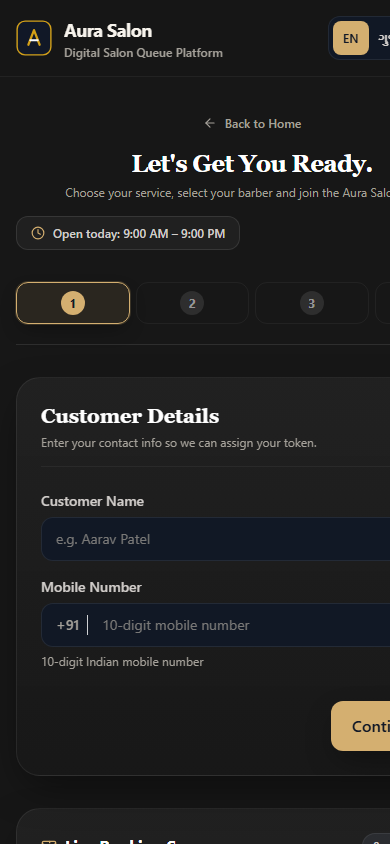 A
Aura Salon
Digital Salon Queue Platform
EN
Back to Home
Let's Get You Ready.
Choose your service, select your barber and join the Aura
Open today: 9:00 AM – 9:00 PM
1
2
3
Customer Details
Enter your contact info so we can assign your token.
Customer Name
e.g. Aarav Patel
Mobile Number
+91
10-digit mobile number
10-digit Indian mobile number